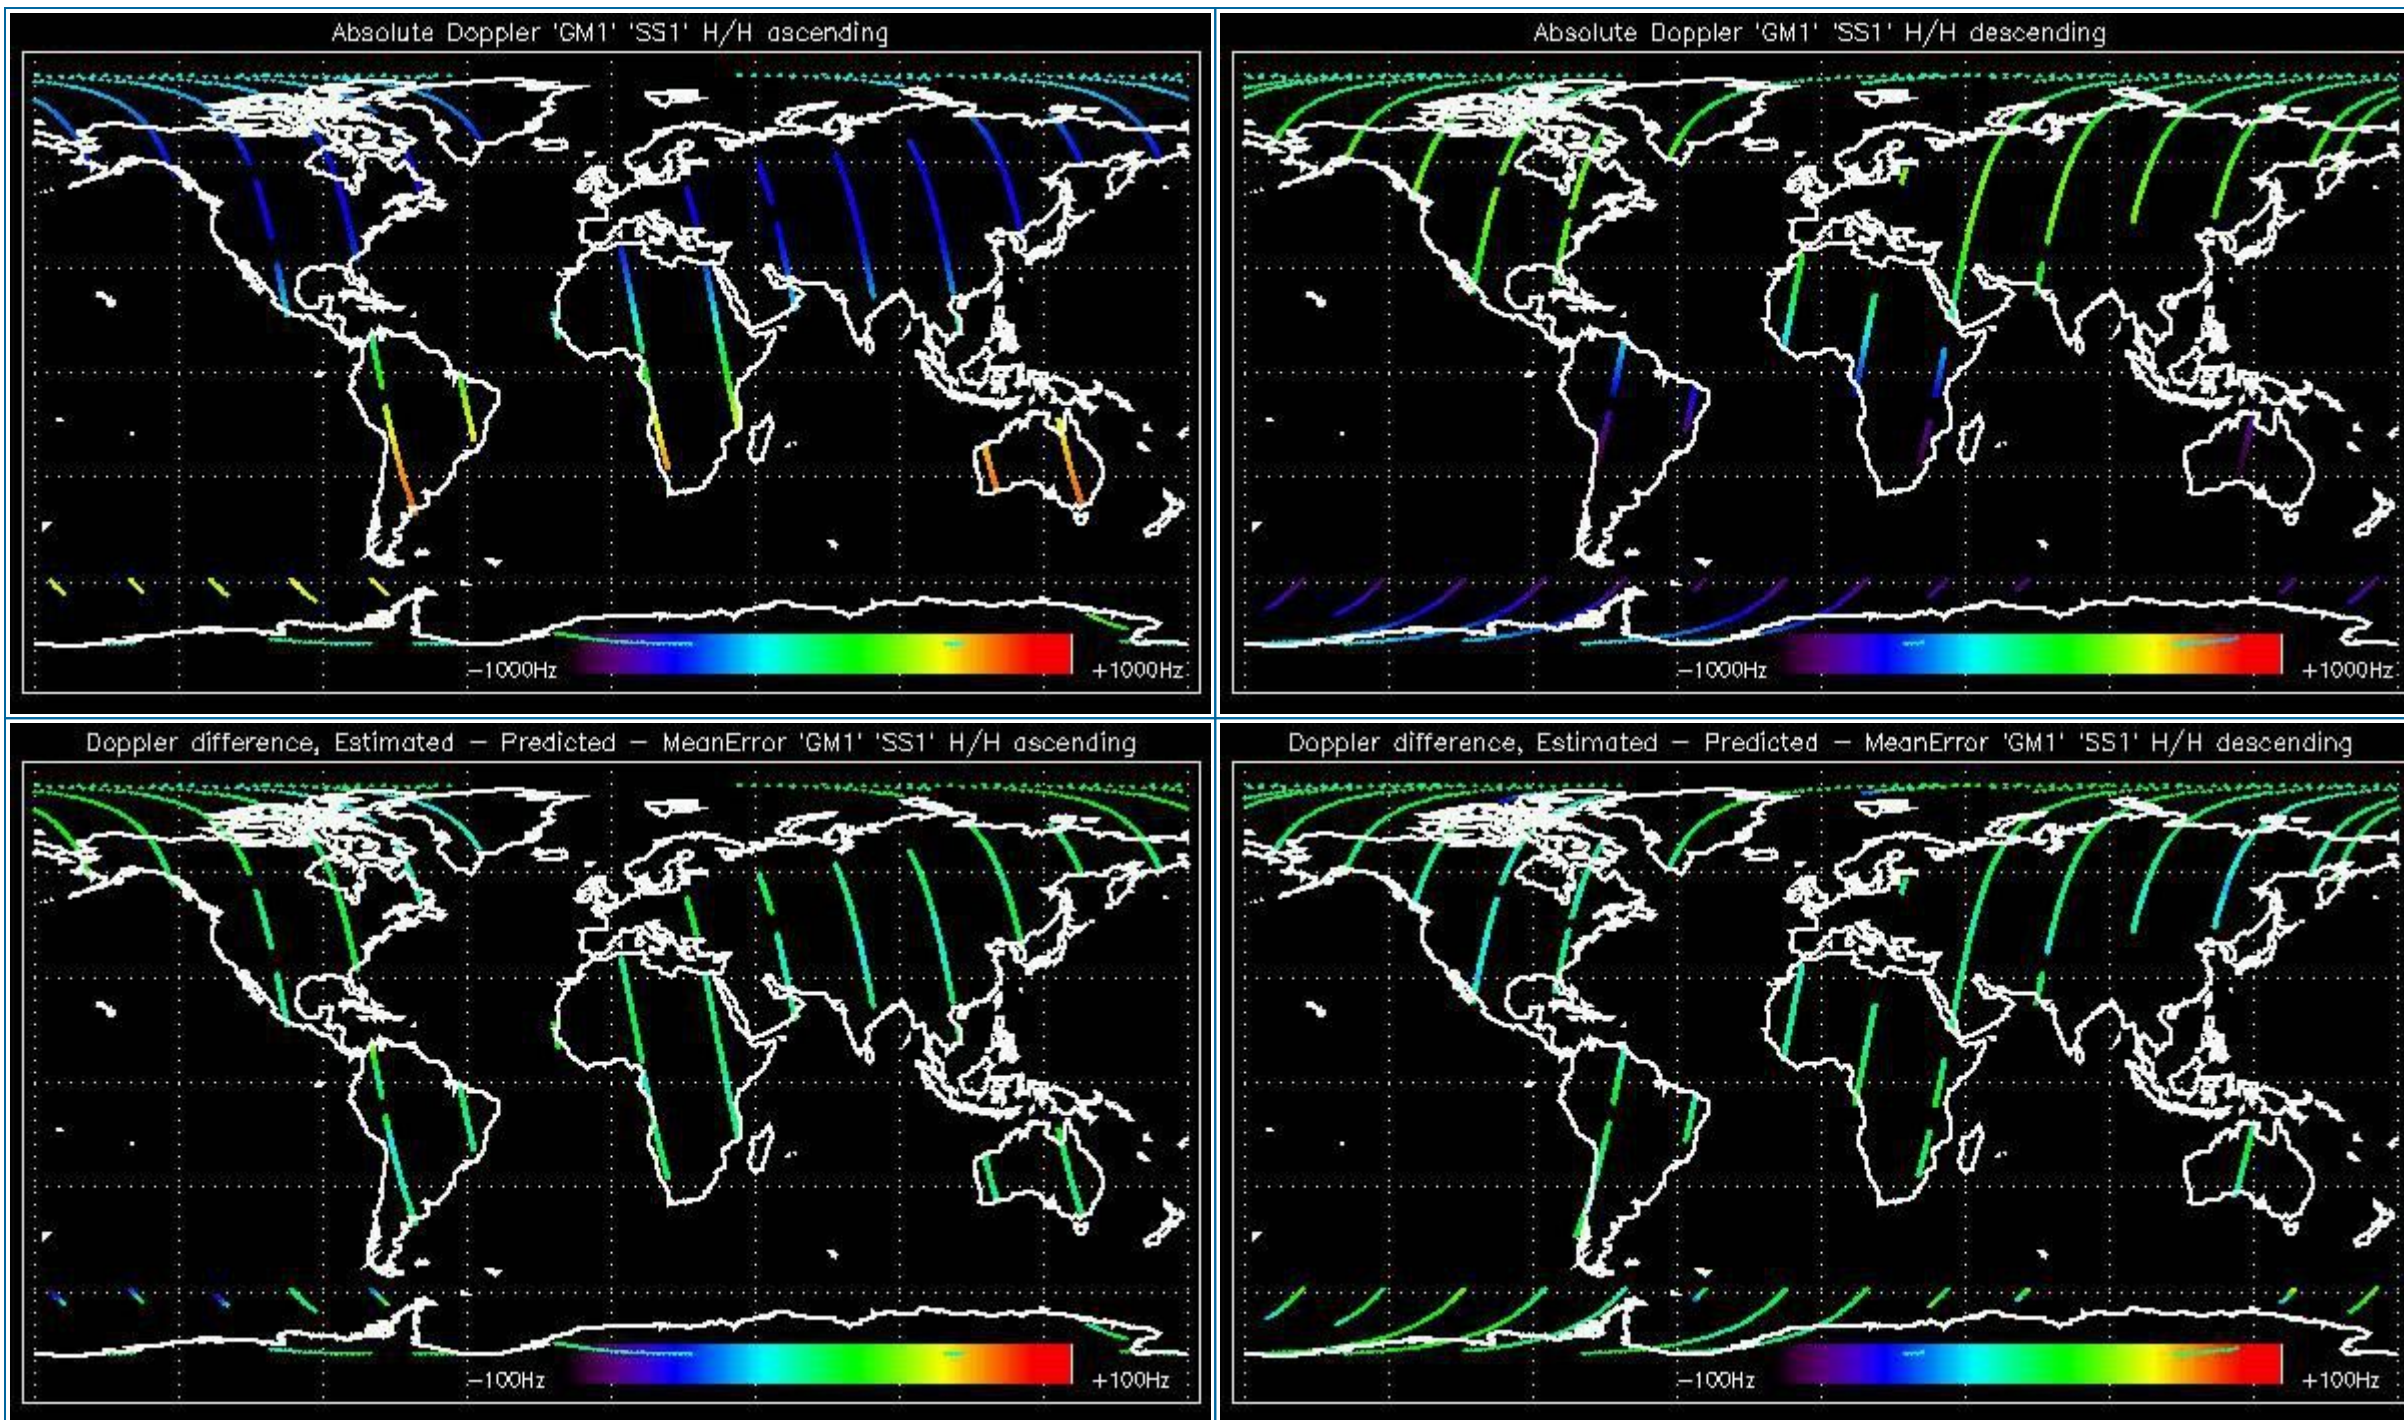 Absolute Doppler 'GM1' 'SS1' H/H ascending
−1000Hz
+1000Hz
Absolute Doppler 'GM1' 'SS1' H/H descending
−1000Hz
+1000Hz
Doppler difference, Estimated − Predicted − MeanError 'GM1' 'SS1' H/H ascending
−100Hz
+100Hz
Doppler difference, Estimated − Predicted − MeanError 'GM1' 'SS1' H/H descending
−100Hz
+100Hz